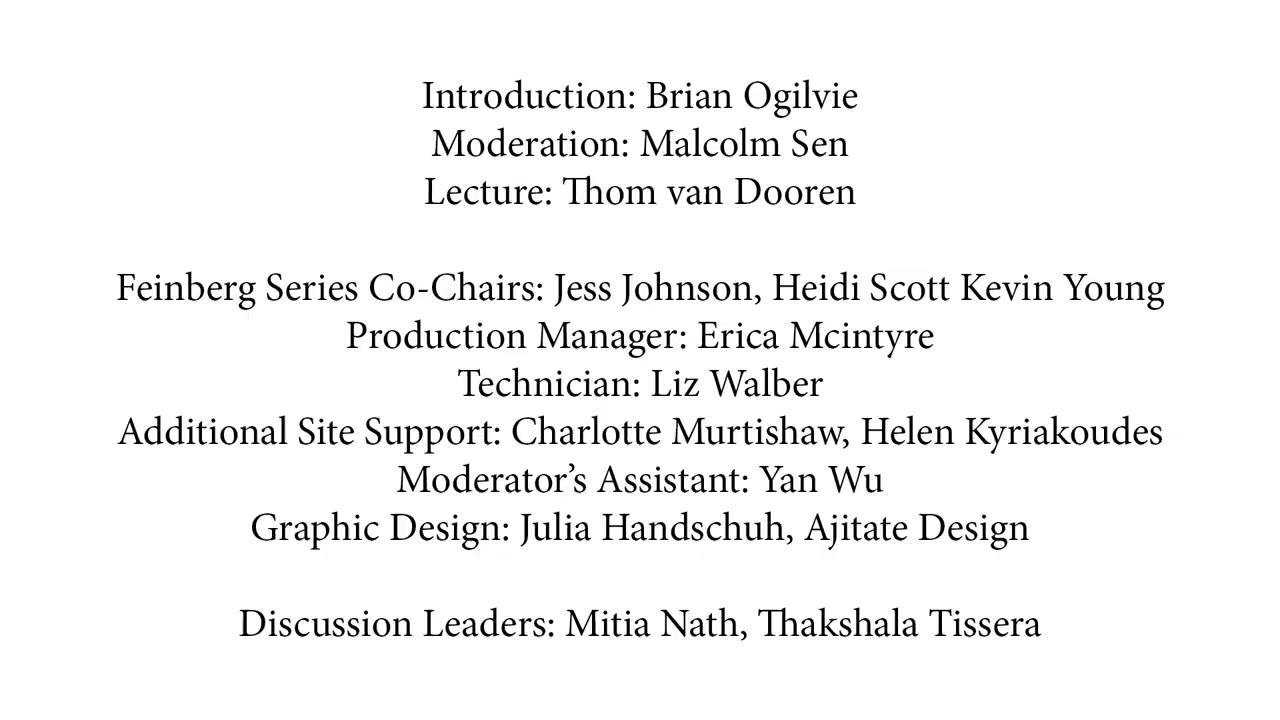 Introduction: Brian Ogilvie
Moderation: Malcolm Sen
Lecture: Thom van Dooren
Feinberg Series Co-Chairs: Jess Johnson, Heidi Scott Kevin Young
Production Manager: Erica Mcintyre
Technician: Liz Walber
Additional Site Support: Charlotte Murtishaw, Helen Kyriakoudes
Moderator’s Assistant: Yan Wu
Graphic Design: Julia Handschuh, Ajitate Design
Discussion Leaders: Mitia Nath, Thakshala Tissera